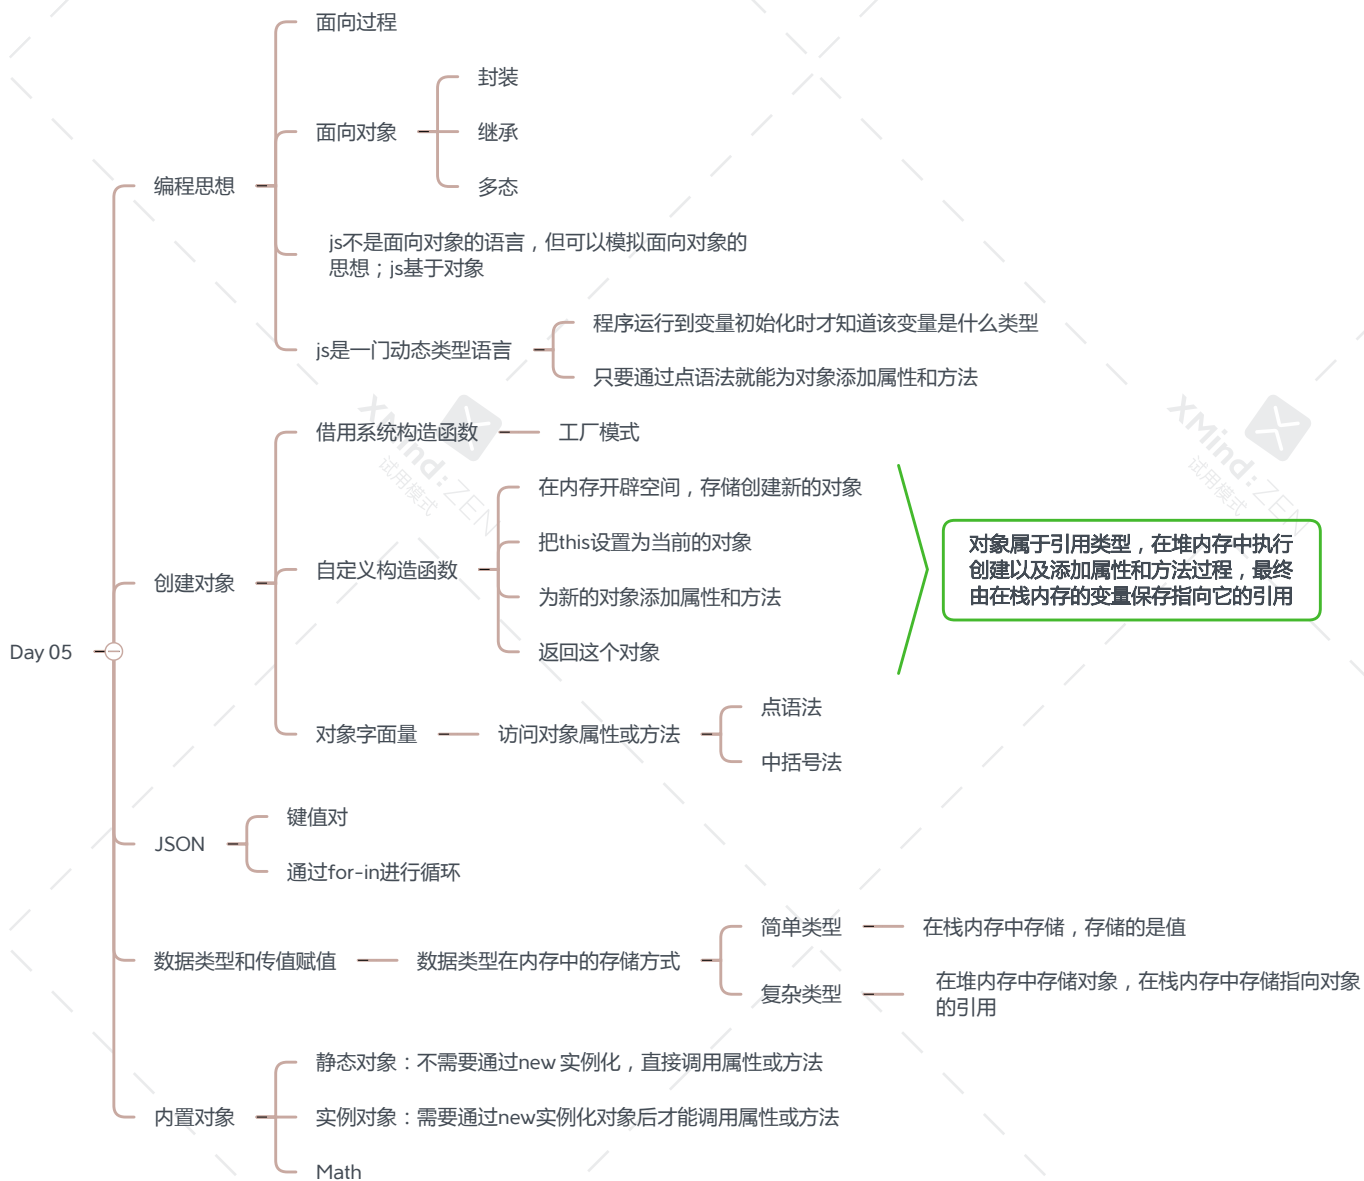 Day 05
编程思想
面向过程
面向对象
封装
继承
多态
js不是面向对象的语言，但可以模拟面向对象的
思想；js基于对象
js是一门动态类型语言
程序运行到变量初始化时才知道该变量是什么类型
只要通过点语法就能为对象添加属性和方法
创建对象
借用系统构造函数
工厂模式
自定义构造函数
在内存开辟空间，存储创建新的对象
把this设置为当前的对象
为新的对象添加属性和方法
返回这个对象
对象属于引用类型，在堆内存中执行
创建以及添加属性和方法过程，最终
由在栈内存的变量保存指向它的引用
对象字面量
访问对象属性或方法
点语法
中括号法
JSON
键值对
通过for-in进行循环
数据类型和传值赋值
数据类型在内存中的存储方式
简单类型
在栈内存中存储，存储的是值
复杂类型
在堆内存中存储对象，在栈内存中存储指向对象
的引用
内置对象
静态对象：不需要通过new 实例化，直接调用属性或方法
实例对象：需要通过new实例化对象后才能调用属性或方法
Math
XMind:ZEN
试用模式
XMind:ZEN
试用模式